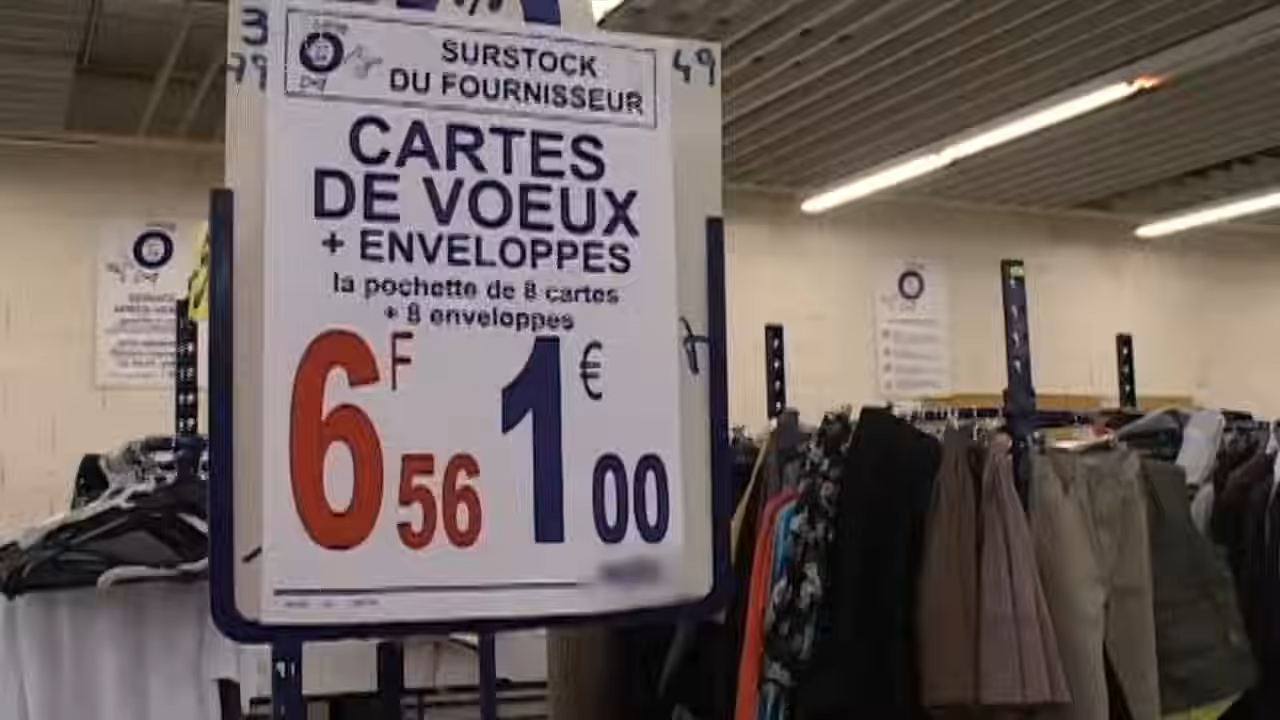 3
99
49
SURSTOCK
DU FOURNISSEUR
CARTES
DE VOEUX
+ ENVELOPPES
la pochette de 8 cartes
+ 8 enveloppes
6F56 1€00